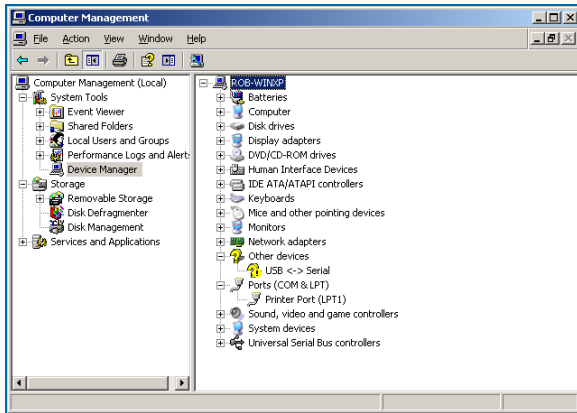 Computer Management
File Action View Window Help
Computer Management (Local)
System Tools
Event Viewer
Shared Folders
Local Users and Groups
Performance Logs and Alert:
Device Manager
Storage
Removable Storage
Disk Defragmenter
Disk Management
Services and Applications
ROB-WINXP
Batteries
Computer
Disk drives
Display adapters
DVD/CD-ROM drives
Human Interface Devices
IDE ATA/ATAPI controllers
Keyboards
Mice and other pointing devices
Monitors
Network adapters
Other devices
USB <-> Serial
Ports (COM & LPT)
Printer Port (LPT1)
Sound, video and game controllers
System devices
Universal Serial Bus controllers